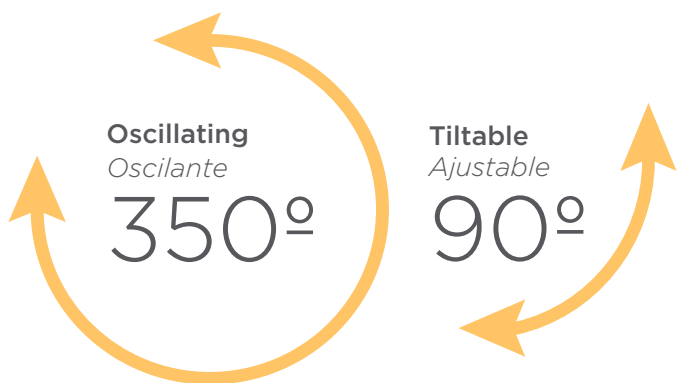 Oscillating
Oscilante
350º
Tiltable
Ajustable
90º